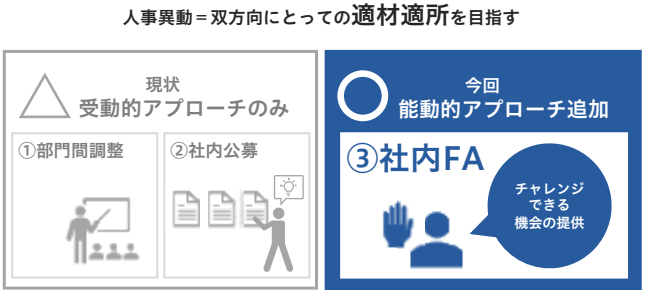 人事異動＝双方向にとっての適材適所を目指す
現状
受動的アプローチのみ
①部門間調整
②社内公募
今回
能動的アプローチ追加
③社内FA
チャレンジ
できる
機会の提供